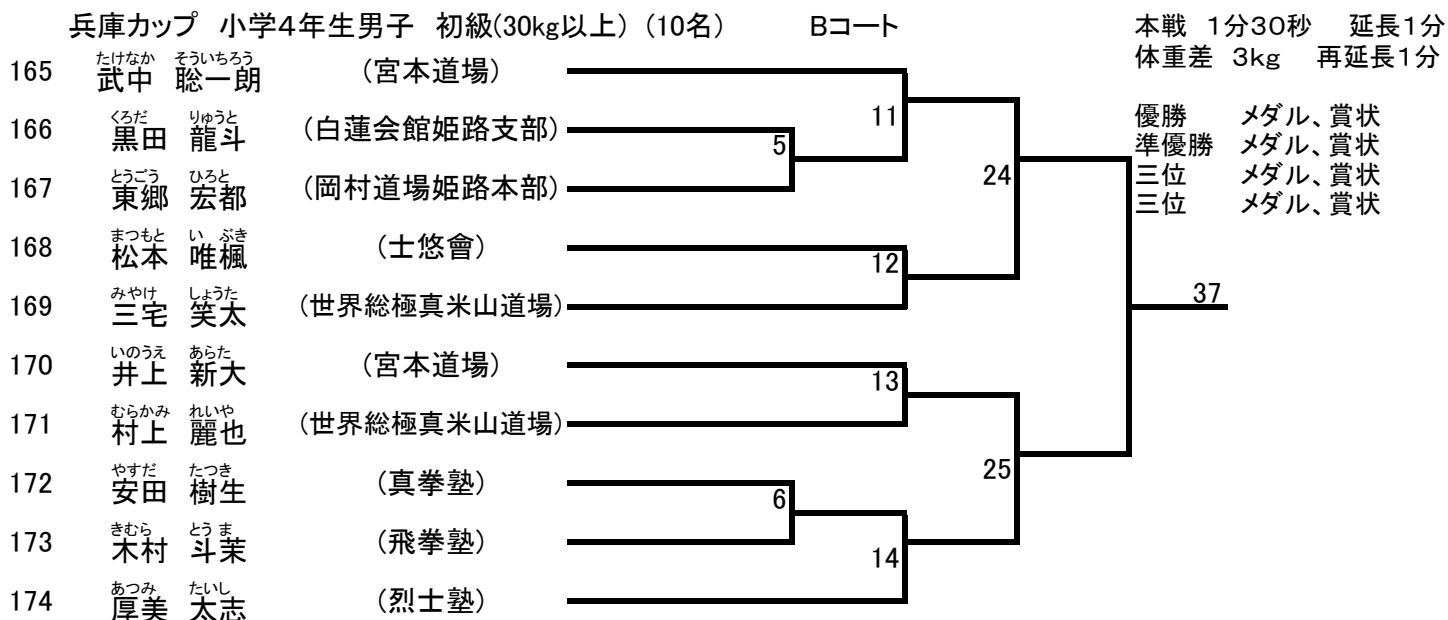 兵庫カップ 小学4年生男子 初級(30kg以上) (10名) Bコート 本戦 1分30秒 延長1分
体重差 3kg 再延長1分
たけなか そういちろう
165 武中 聡一朗 (宮本道場)
くろだ りゅうと
166 黒田 龍斗 (白蓮会館姫路支部)
とうごう ひろと
167 東郷 宏都 (岡村道場姫路本部)
まつもと い ぶき
168 松本 唯楓 (士悠會)
みやけ しょうた
169 三宅 笑太 (世界総極真米山道場)
いのうえ あらた
170 井上 新大 (宮本道場)
むらかみ れいや
171 村上 麗也 (世界総極真米山道場)
やすだ たつき
172 安田 樹生 (真拳塾)
きむら とう ま
173 木村 斗茉 (飛拳塾)
あつみ たいし
174 厚美 太志 (烈士塾)
5
6
11
12
13
14
24
25
37
優勝 メダル、賞状
準優勝 メダル、賞状
三位 メダル、賞状
三位 メダル、賞状